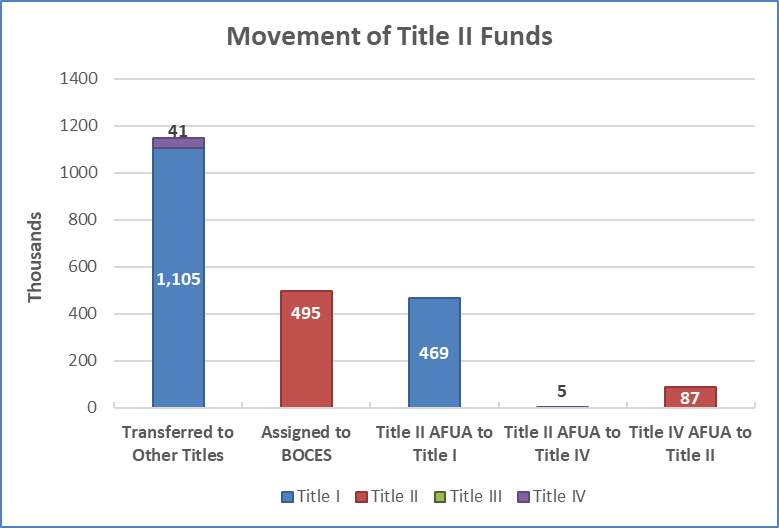 Movement of Title II Funds
1400
1200
1000
800
600
400
200
0
Thousands
41
1,105
495
469
5
87
Transferred to
Other Titles
Assigned to
BOCES
Title II AFUA to
Title I
Title II AFUA to
Title IV
Title IV AFUA to
Title II
Title I
Title II
Title III
Title IV